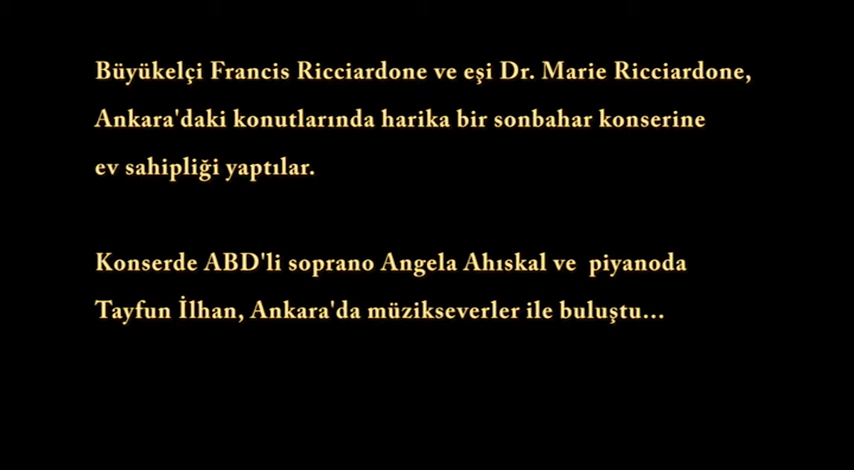 Büyükelçi Francis Ricciardone ve eşi Dr. Marie Ricciardone,
Ankara'daki konutlarında harika bir sonbahar konserine
ev sahipliği yaptılar.
Konserde ABD'li soprano Angela Ahıskal ve  piyanoda
Tayfun İlhan, Ankara'da müzikseverler ile buluştu...